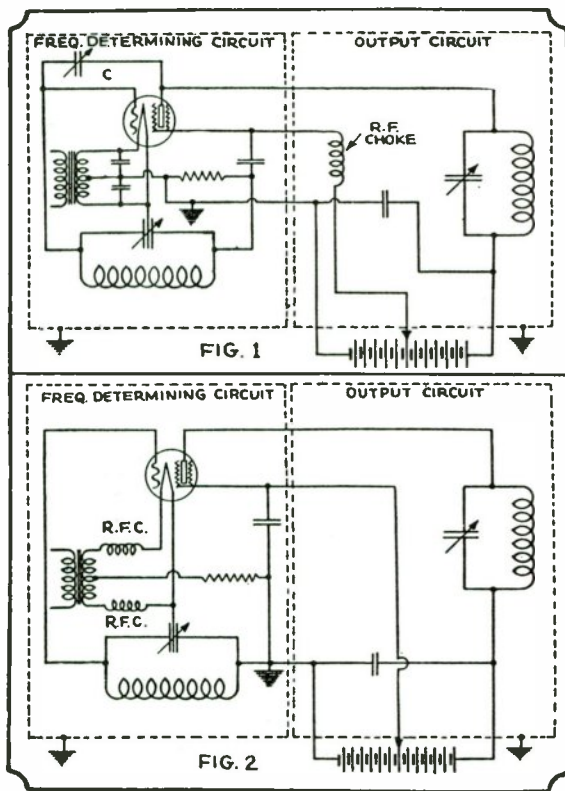 FREQ. DETERMINING CIRCUIT
OUTPUT CIRCUIT
C
R.F.
CHOKE
FIG. 1
FREQ. DETERMINING CIRCUIT
OUTPUT CIRCUIT
R.F.C.
R.F.C.
FIG. 2